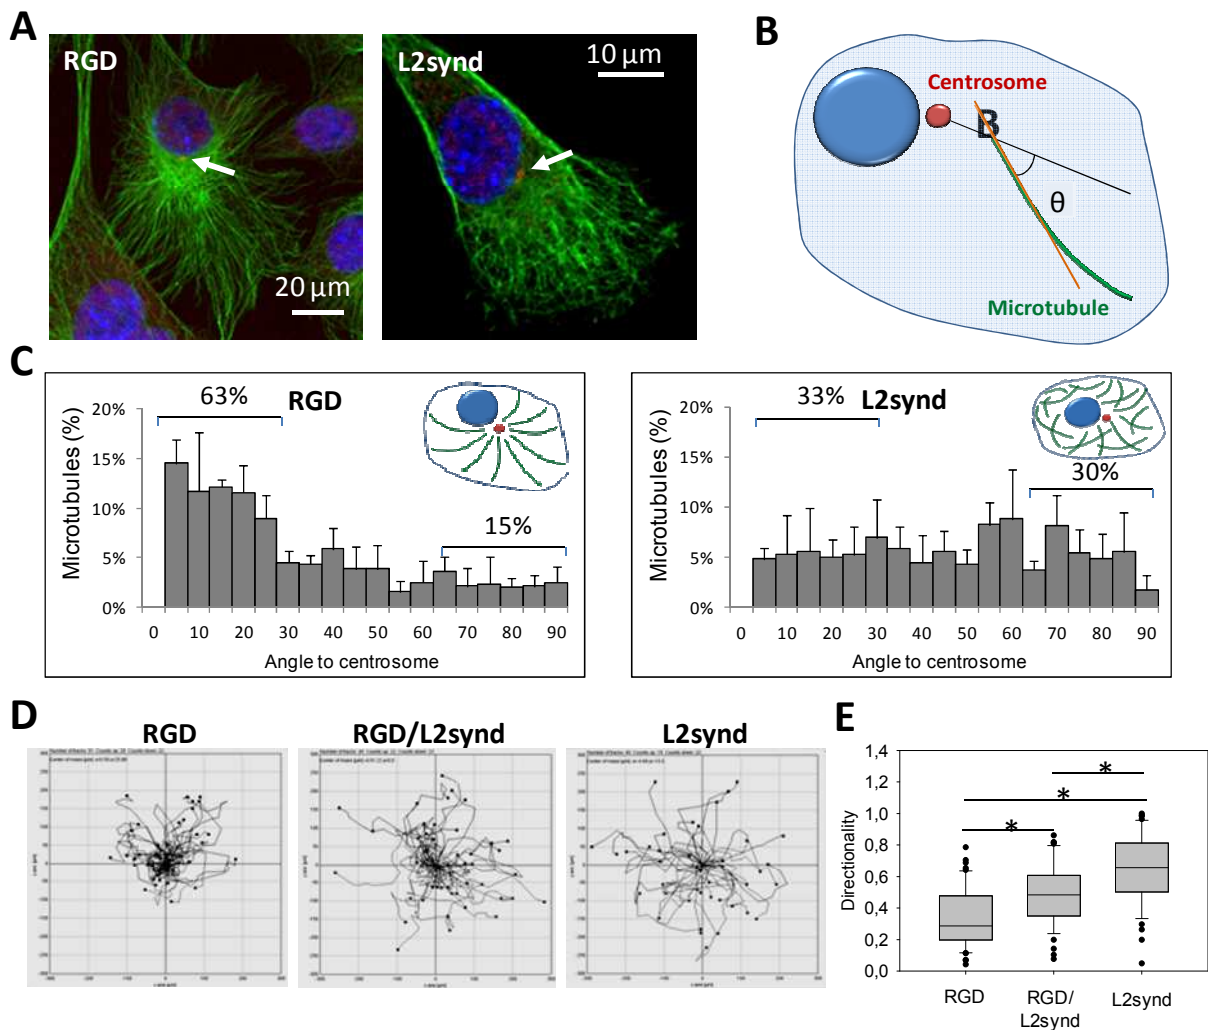 A
RGD
20 µm
L2synd
10 µm
B
Centrosome
B
θ
Microtubule
C
63%
RGD
20%
15%
10%
5%
0%
Microtubules (%)
15%
0 10 20 30 40 50 60 70 80 90
Angle to centrosome
33%
L2synd
20%
15%
10%
5%
0%
Microtubules (%)
30%
0 10 20 30 40 50 60 70 80 90
Angle to centrosome
D
RGD
RGD/L2synd
L2synd
E
1,4
1,2
1,0
0,8
0,6
0,4
0,2
0,0
Directionality
*
*
*
RGD
RGD/
L2synd
L2synd